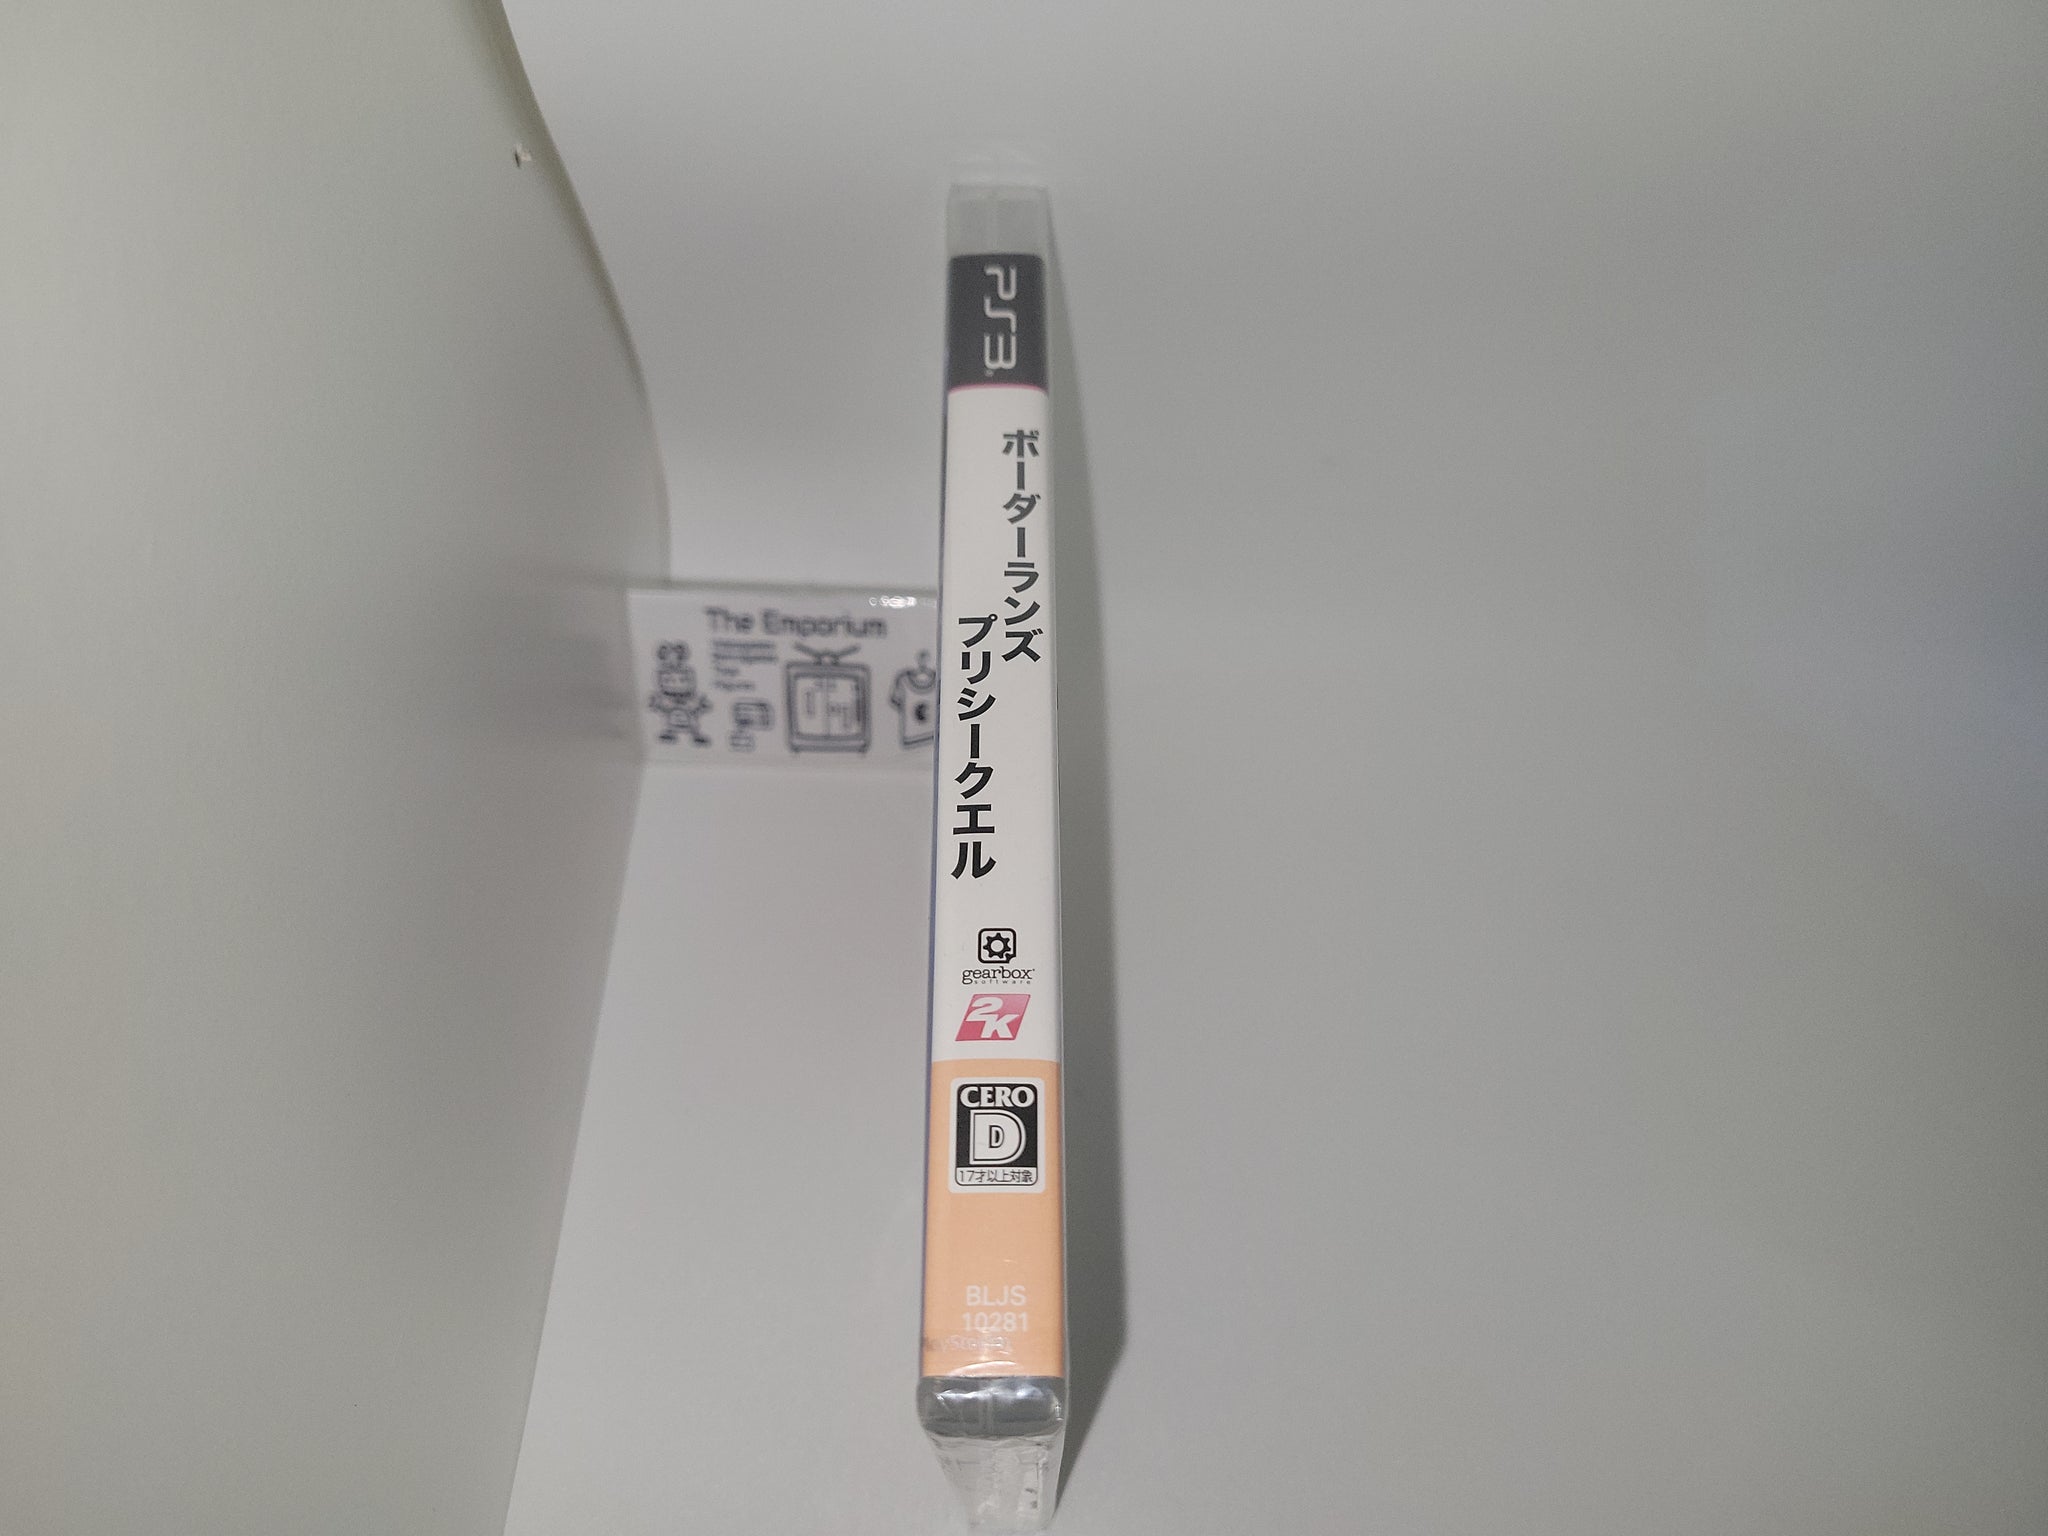 PS3
ボーダーランズ
プリシークエル
gearbox
software
2K
CERO
D
17才以上対象
BLJS
10281
The Emporium